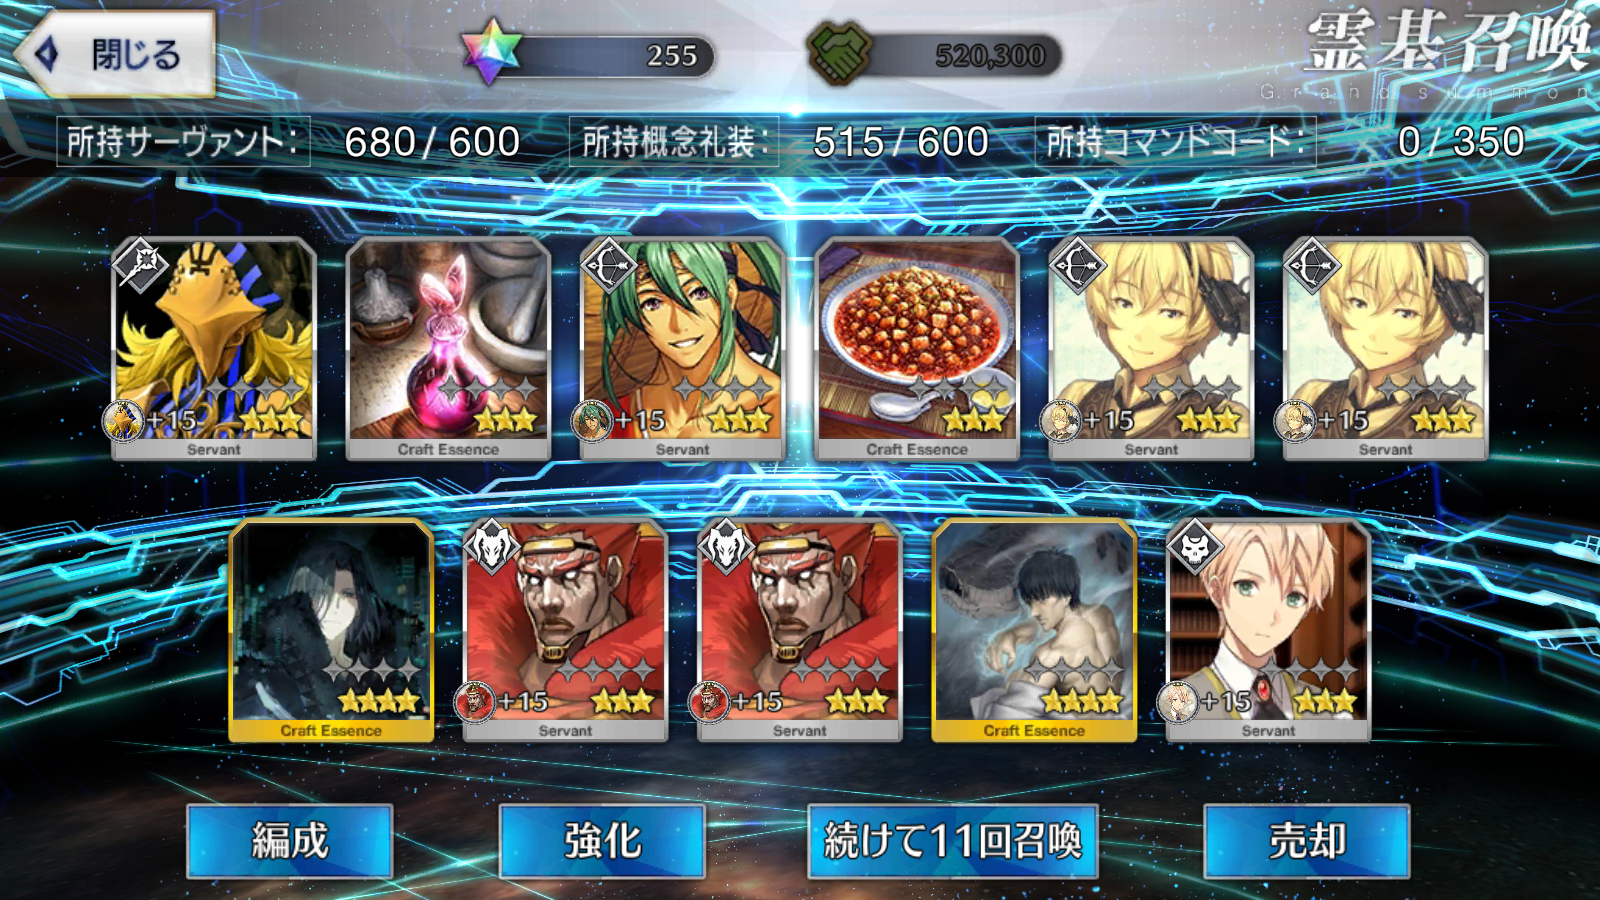 閉じる
255
520,300
霊基召喚
Grand summon
所持サーヴァント: 680 / 600
所持概念礼装: 515 / 600
所持コマンドコード: 0 / 350
+15
Servant
Craft Essence
+15
Servant
Craft Essence
+15
Servant
+15
Servant
Craft Essence
+15
Servant
+15
Servant
Craft Essence
+15
Servant
編成
強化
続けて11回召喚
売却